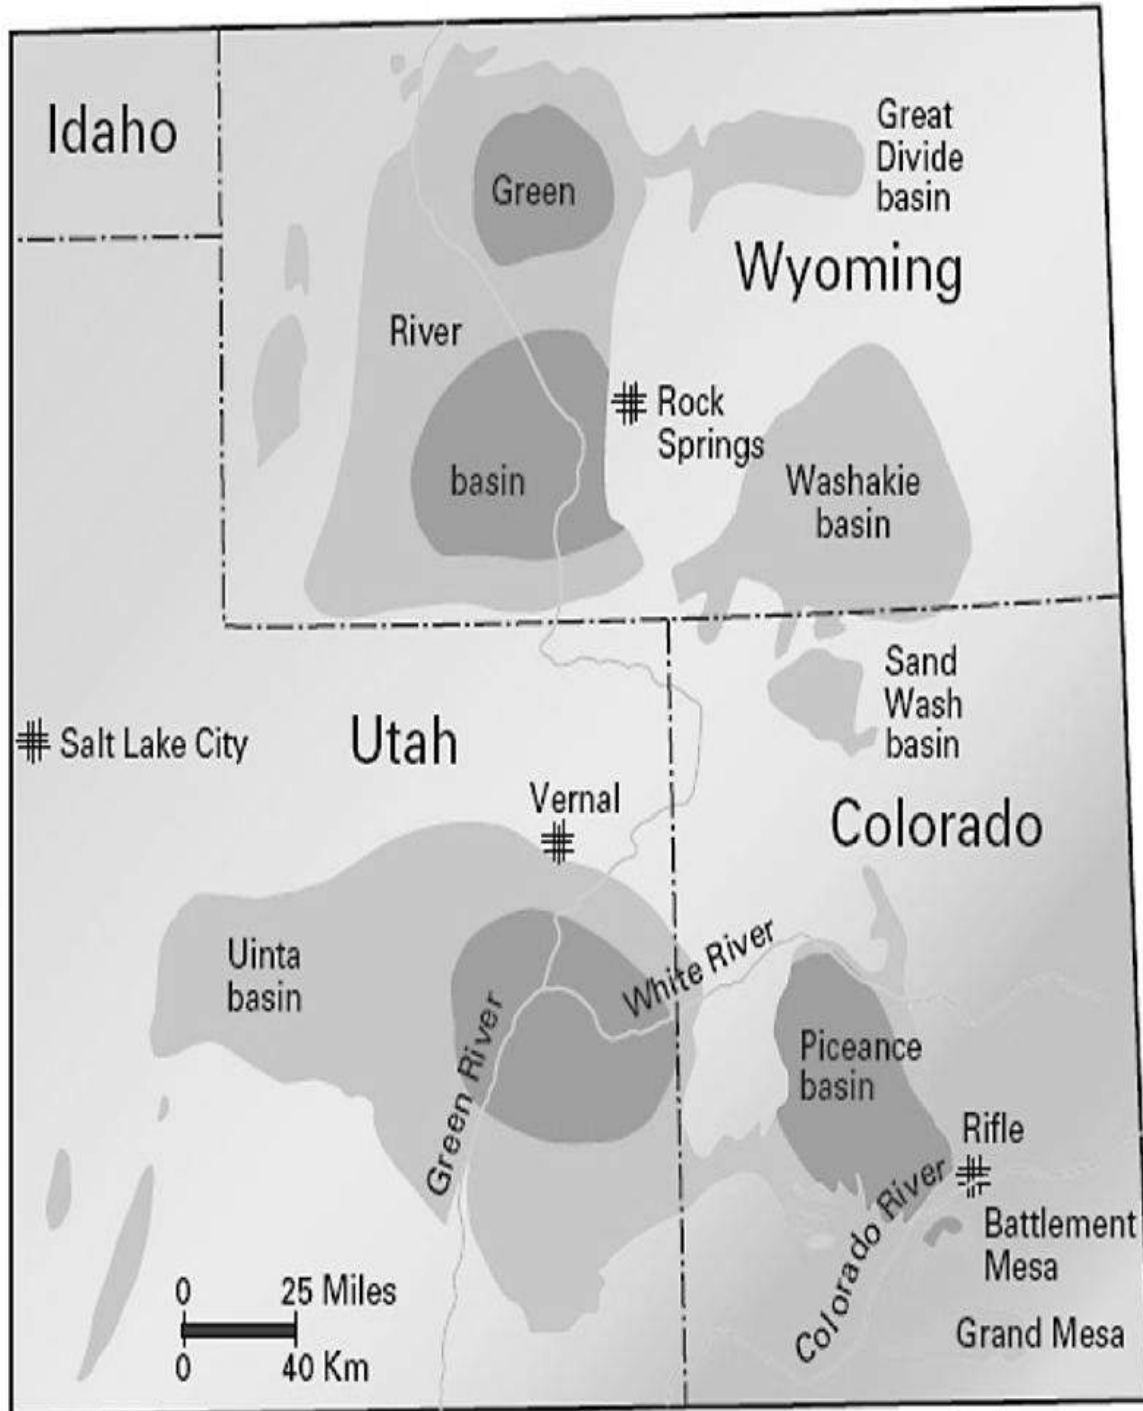 Idaho
Great
Divide
basin
Green
Wyoming
River
Rock
Springs
basin
Washakie
basin
Sand
Wash
basin
Salt Lake City
Utah
Vernal
Colorado
Uinta
basin
White River
Green River
Piceance
basin
Rifle
Colorado River
Battlement
Mesa
Grand Mesa
0 25 Miles
0 40 Km